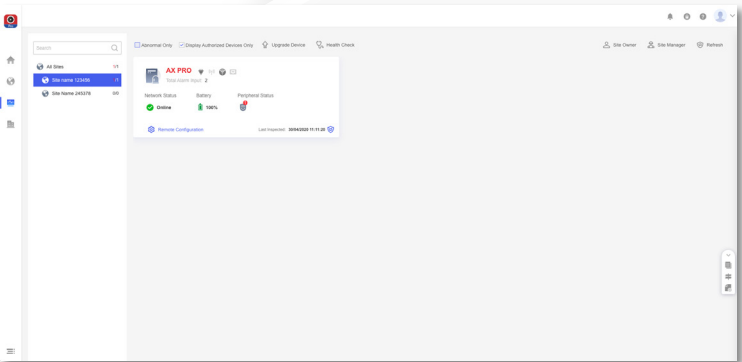 Search
Abnormal Only Display Authorized Devices Only Upgrade Device Health Check Site Owner Site Manager Refresh
All Sites 1/1
Site name 123456 /1
Site Name 245378 0/0
AX PRO
Total Alarm Input: 2
Network Status Battery Peripheral Status
Online 100%
Remote Configuration Last Inspected: 30/04/2020 11:11:20